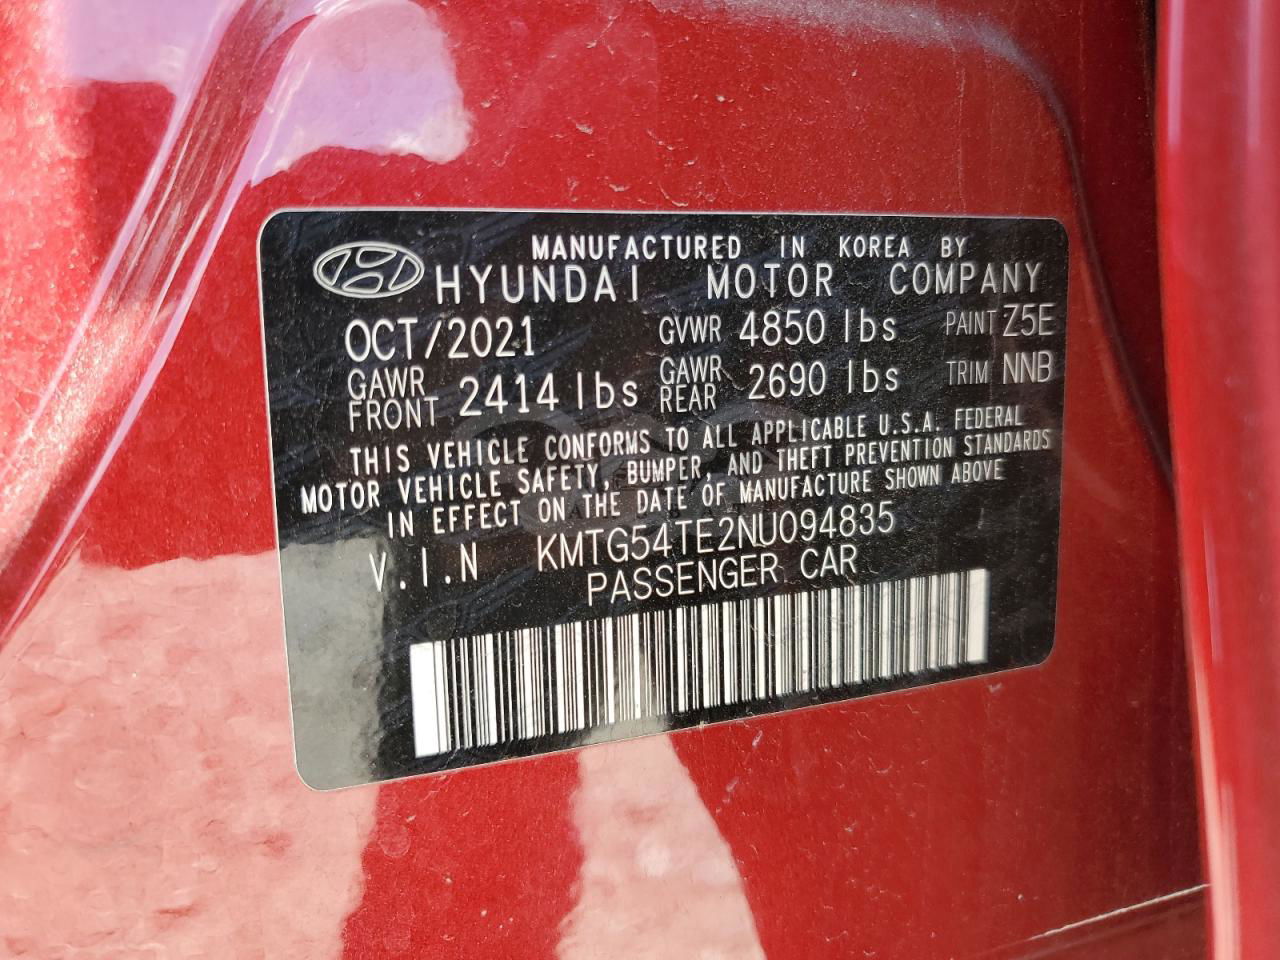 MANUFACTURED IN KOREA BY
HYUNDAI MOTOR COMPANY
OCT/2021 GVWR 4850 lbs PAINT Z5E
GAWR FRONT 2414 lbs GAWR REAR 2690 lbs TRIM NNB
THIS VEHICLE CONFORMS TO ALL APPLICABLE U.S.A. FEDERAL
MOTOR VEHICLE SAFETY, BUMPER, AND THEFT PREVENTION STANDARDS
IN EFFECT ON THE DATE OF MANUFACTURE SHOWN ABOVE
V.I.N KMTG54TE2NU094835
PASSENGER CAR